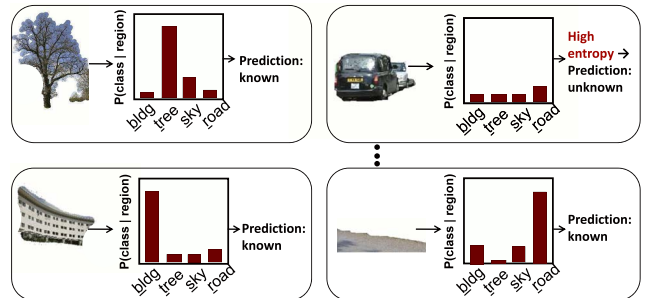 P(class | region)
bldg
tree
sky
road
Prediction:
known
P(class | region)
bldg
tree
sky
road
High
entropy →
Prediction:
unknown
P(class | region)
bldg
tree
sky
road
Prediction:
known
P(class | region)
bldg
tree
sky
road
Prediction:
known